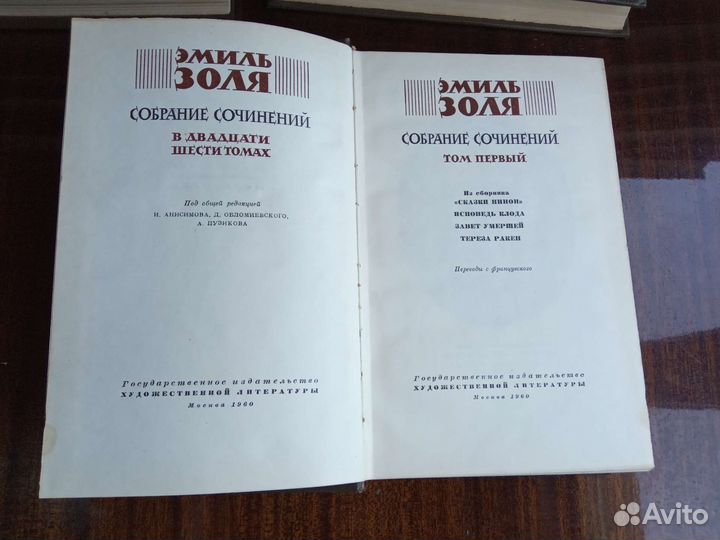 ЭМИЛЬ
ЗОЛЯ
СОБРАНИЕ СОЧИНЕНИЙ
В ДВАДЦАТИ
ШЕСТИ ТОМАХ
Под общей редакцией
И. АНИСИМОВА, Д. ОБЛОМИЕВСКОГО,
А. ПУЗИКОВА
Государственное издательство
ХУДОЖЕСТВЕННОЙ ЛИТЕРАТУРЫ
Москва 1960
ЭМИЛЬ
ЗОЛЯ
СОБРАНИЕ СОЧИНЕНИЙ
ТОМ ПЕРВЫЙ
Из сборника
«СКАЗКИ НИНОН»
ИСПОВЕДЬ КЛОДА
ЗАВЕТ УМЕРШЕЙ
ТЕРЕЗА РАКЕН
Переводы с французского
Государственное издательство
ХУДОЖЕСТВЕННОЙ ЛИТЕРАТУРЫ
Москва 1960
Avito